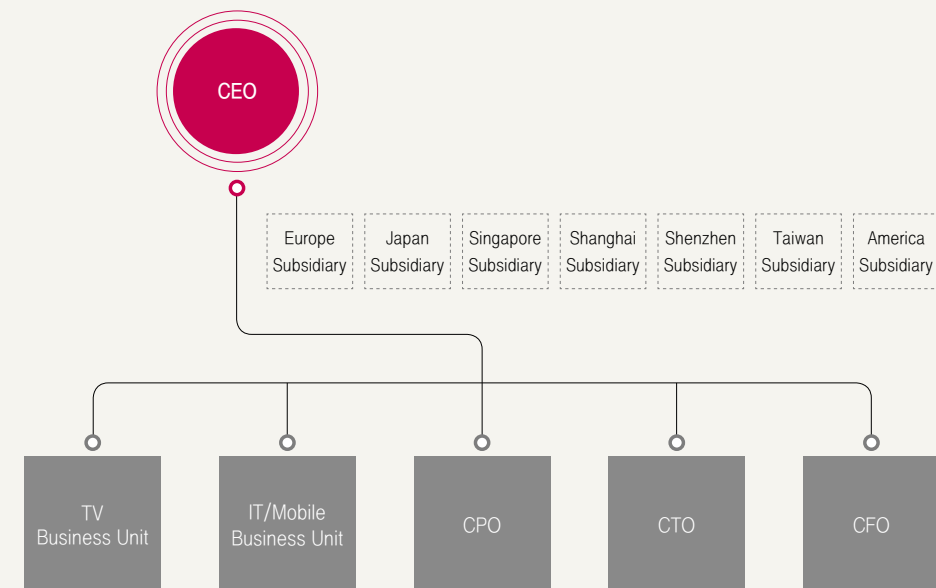 CEO
Europe
Subsidiary
Japan
Subsidiary
Singapore
Subsidiary
Shanghai
Subsidiary
Shenzhen
Subsidiary
Taiwan
Subsidiary
America
Subsidiary
TV
Business Unit
IT/Mobile
Business Unit
CPO
CTO
CFO